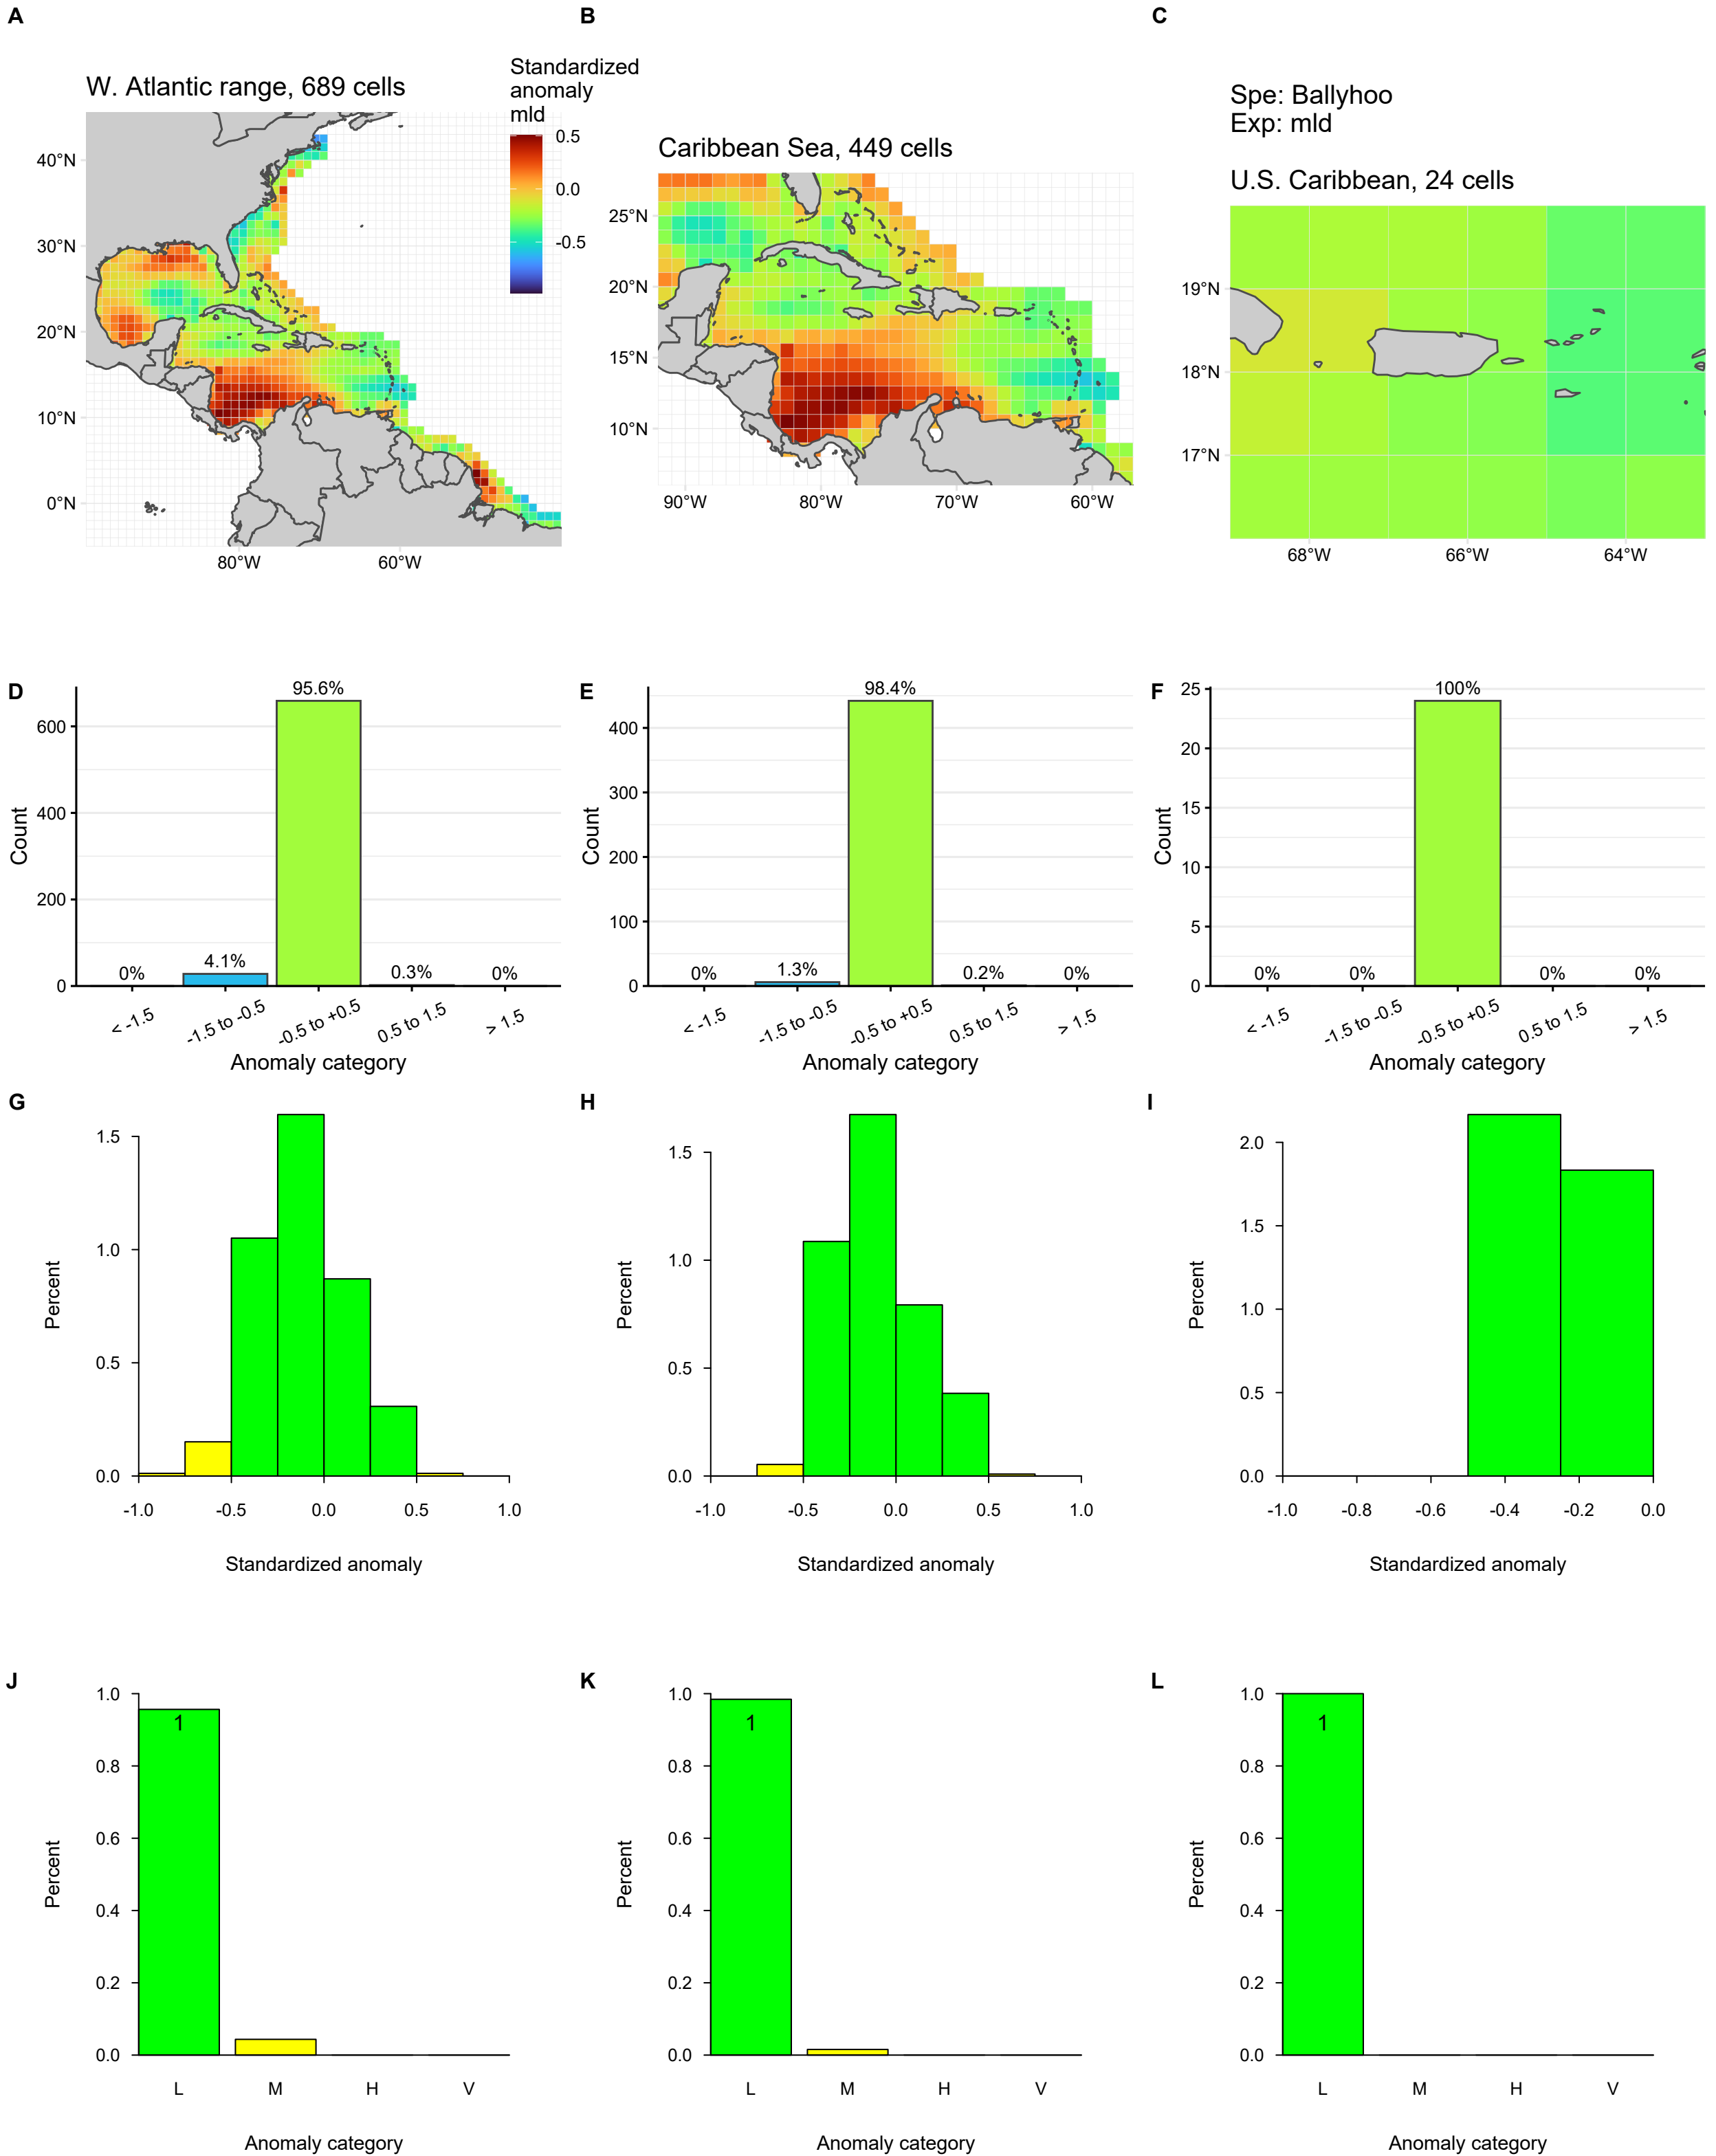 A
B
C
W. Atlantic range, 689 cells
Standardized
anomaly
mld
0.5
0.0
-0.5
40°N
30°N
20°N
10°N
0°N
80°W
60°W
Caribbean Sea, 449 cells
25°N
20°N
15°N
10°N
90°W
80°W
70°W
60°W
Spe: Ballyhoo
Exp: mld
U.S. Caribbean, 24 cells
19°N
18°N
17°N
68°W
66°W
64°W
D
Count
600
400
200
0
0%
4.1%
95.6%
0.3%
0%
< -1.5
-1.5 to -0.5
-0.5 to +0.5
0.5 to 1.5
> 1.5
Anomaly category
E
Count
400
300
200
100
0
0%
1.3%
98.4%
0.2%
0%
< -1.5
-1.5 to -0.5
-0.5 to +0.5
0.5 to 1.5
> 1.5
Anomaly category
F
Count
25
20
15
10
5
0
0%
0%
100%
0%
0%
< -1.5
-1.5 to -0.5
-0.5 to +0.5
0.5 to 1.5
> 1.5
Anomaly category
G
Percent
1.5
1.0
0.5
0.0
-1.0
-0.5
0.0
0.5
1.0
Standardized anomaly
H
Percent
1.5
1.0
0.5
0.0
-1.0
-0.5
0.0
0.5
1.0
Standardized anomaly
I
Percent
2.0
1.5
1.0
0.5
0.0
-1.0
-0.8
-0.6
-0.4
-0.2
0.0
Standardized anomaly
J
Percent
1.0
0.8
0.6
0.4
0.2
0.0
1
L
M
H
V
Anomaly category
K
Percent
1.0
0.8
0.6
0.4
0.2
0.0
1
L
M
H
V
Anomaly category
L
Percent
1.0
0.8
0.6
0.4
0.2
0.0
1
L
M
H
V
Anomaly category